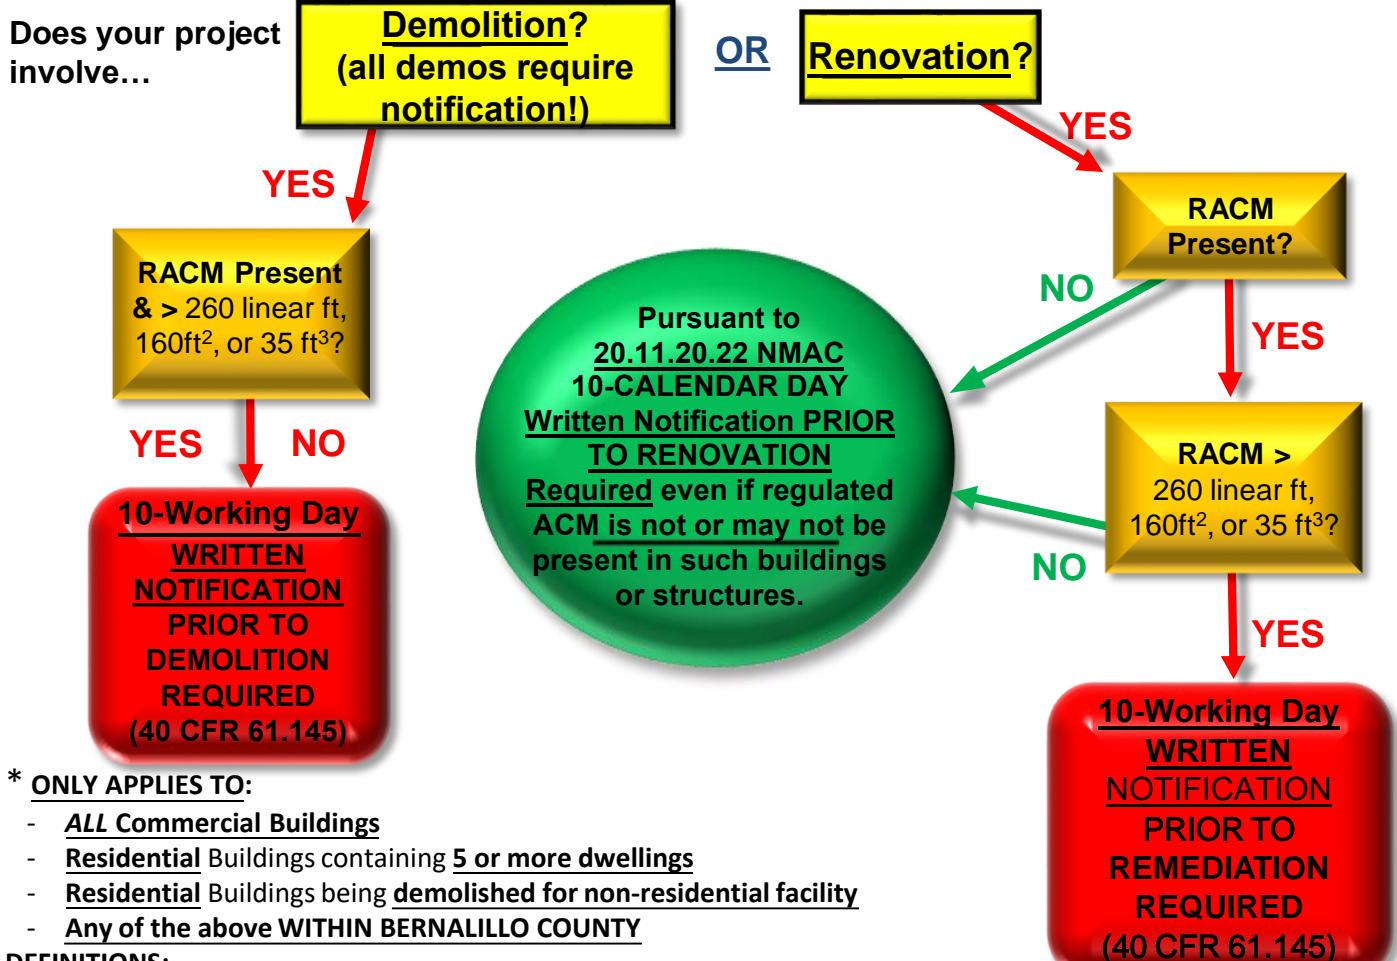 Does your project
involve…
Demolition?
(all demos require
notification!)
OR
Renovation?
YES
YES
RACM Present
& > 260 linear ft,
160ft², or 35 ft³?
YES
NO
10-Working Day
WRITTEN
NOTIFICATION
PRIOR TO
DEMOLITION
REQUIRED
(40 CFR 61.145)
RACM
Present?
NO
YES
Pursuant to
20.11.20.22 NMAC
10-CALENDAR DAY
Written Notification PRIOR
TO RENOVATION
Required even if regulated
ACM is not or may not be
present in such buildings
or structures.
RACM >
260 linear ft,
160ft², or 35 ft³?
NO
YES
10-Working Day
WRITTEN
NOTIFICATION
PRIOR TO
REMEDIATION
REQUIRED
(40 CFR 61.145)
* ONLY APPLIES TO:
- ALL Commercial Buildings
- Residential Buildings containing 5 or more dwellings
- Residential Buildings being demolished for non-residential facility
- Any of the above WITHIN BERNALILLO COUNTY
DEFINITIONS: